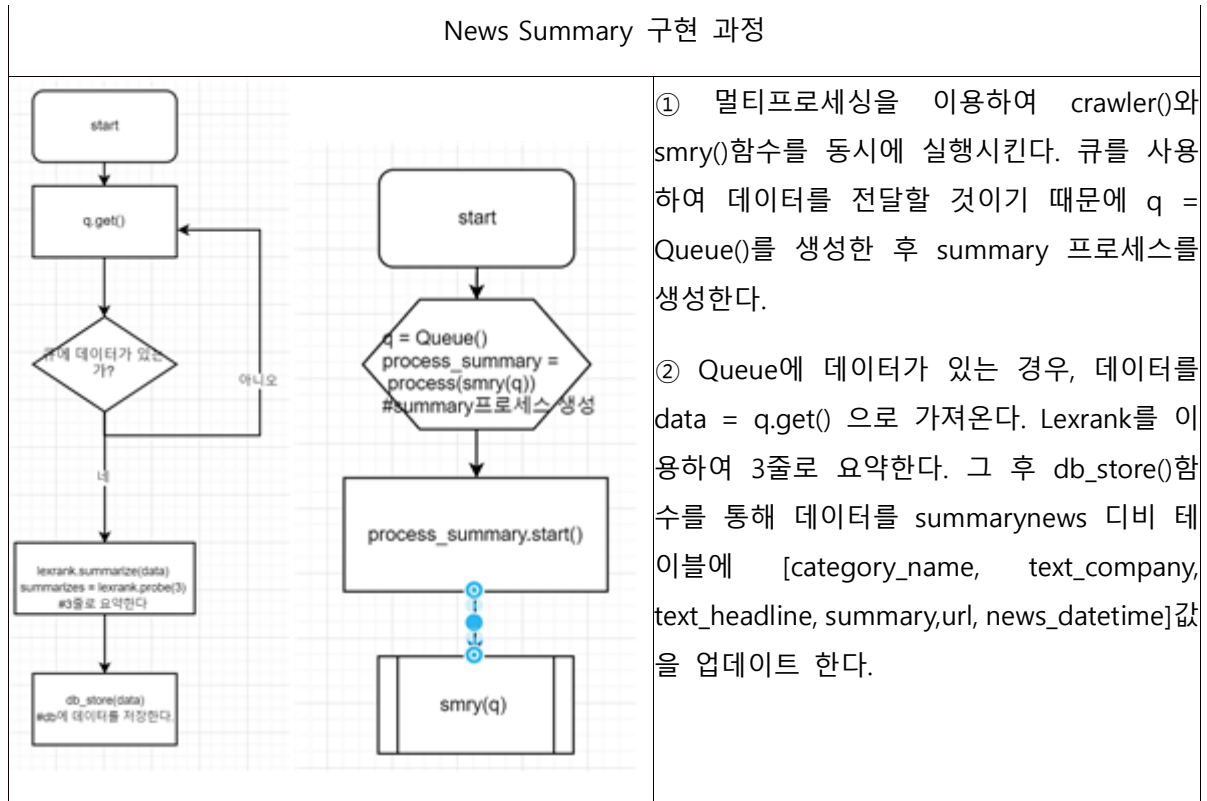 News Summary 구현 과정
start
q.get()
큐에 데이터가 있는
가?
아니오
네
lexrank.summarize(data)
summarizes = lexrank.probe(3)
#3줄로 요약한다
db_store(data)
#db에 데이터를 저장한다.
start
q = Queue()
process_summary =
process(smry(q))
#summary프로세스 생성
process_summary.start()
smry(q)
① 멀티프로세싱을 이용하여 crawler()와
smry()함수를 동시에 실행시킨다. 큐를 사용
하여 데이터를 전달할 것이기 때문에 q =
Queue()를 생성한 후 summary 프로세스를
생성한다.
② Queue에 데이터가 있는 경우, 데이터를
data = q.get() 으로 가져온다. Lexrank를 이
용하여 3줄로 요약한다. 그 후 db_store()함
수를 통해 데이터를 summarynews 디비 테
이블에 [category_name, text_company,
text_headline, summary,url, news_datetime]값
을 업데이트 한다.